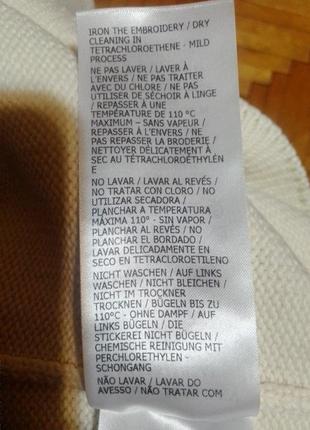 IRON THE EMBROIDERY / DRY
CLEANING IN
TETRACHLOROETHENE - MILD
PROCESS
NE PAS LAVER / LAVER À
L'ENVERS / NE PAS TRAITER
AVEC DU CHLORE / NE PAS
UTILISER DE SÉCHOIR À LINGE
/ REPASSER À UNE
TEMPÉRATURE DE 110 °C
MAXIMUM – SANS VAPEUR /
REPASSER À L'ENVERS / NE
PAS REPASSER LA BRODERIE /
NETTOYER DÉLICATEMENT À
SEC AU TÉTRACHLOROÉTHYLÈN
E
NO LAVAR / LAVAR AL REVÉS /
NO TRATAR CON CLORO / NO
UTILIZAR SECADORA /
PLANCHAR A TEMPERATURA
MÁXIMA 110° - SIN VAPOR /
PLANCHAR AL REVÉS / NO
PLANCHAR EL BORDADO /
LAVAR DELICADAMENTE EN
SECO EN TETRACLOROETILENO
NICHT WASCHEN / AUF LINKS
WASCHEN / NICHT BLEICHEN /
NICHT IM TROCKNER
TROCKNEN / BÜGELN BIS ZU
110°C - OHNE DAMPF / AUF
LINKS BÜGELN / DIE
STICKEREI NICHT BÜGELN /
CHEMISCHE REINIGUNG MIT
PERCHLORETHYLEN -
SCHONGANG
NÃO LAVAR / LAVAR DO
AVESSO / NÃO TRATAR COM